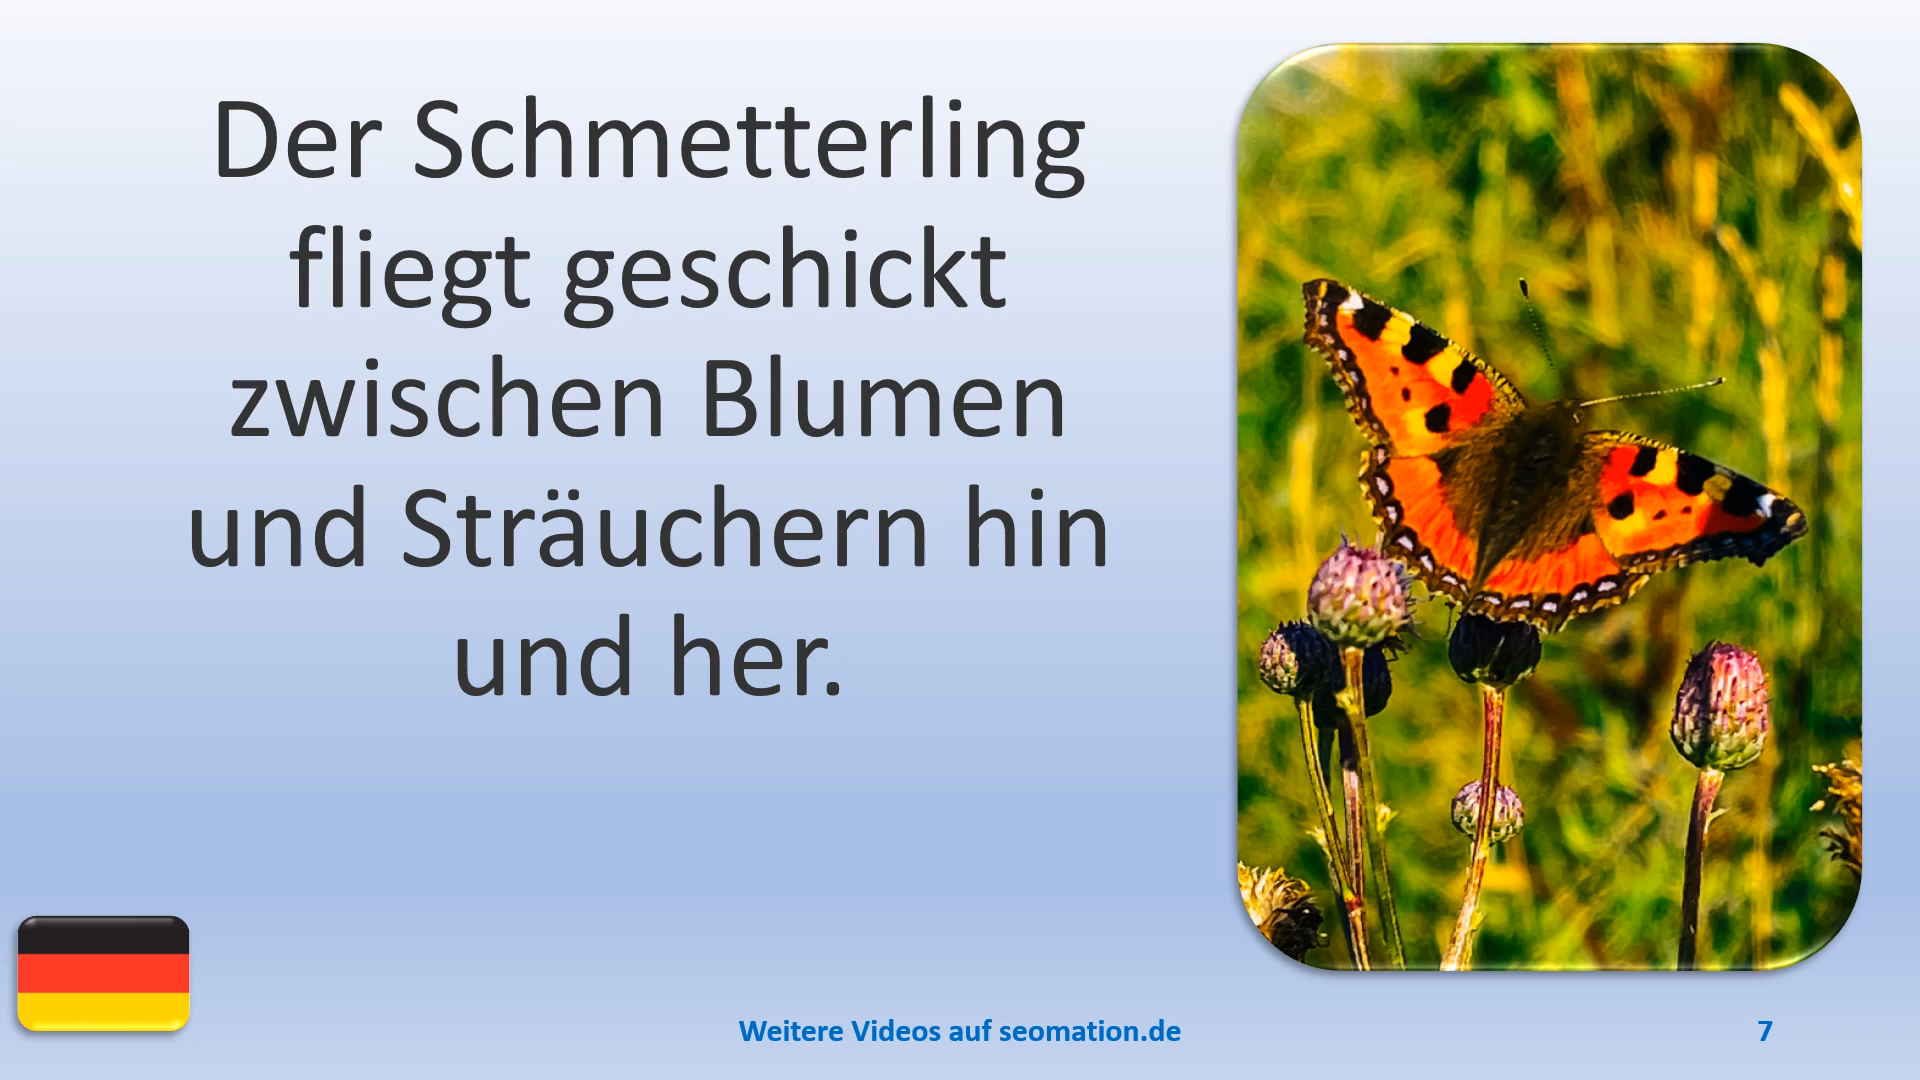 Der Schmetterling
fliegt geschickt
zwischen Blumen
und Sträuchern hin
und her.
Weitere Videos auf seomation.de
7